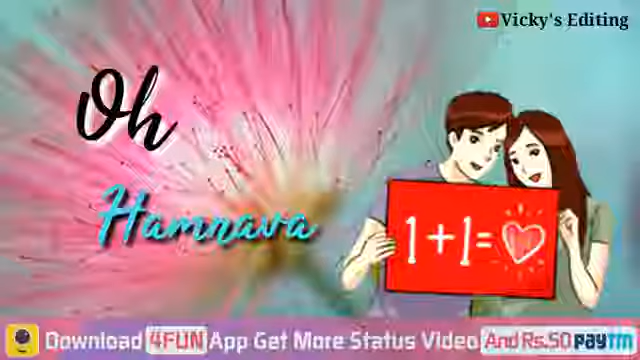 Vicky's Editing
Oh
Hamnava
1+1=
Download 4FUN App Get More Status Video And Rs.50 paytm